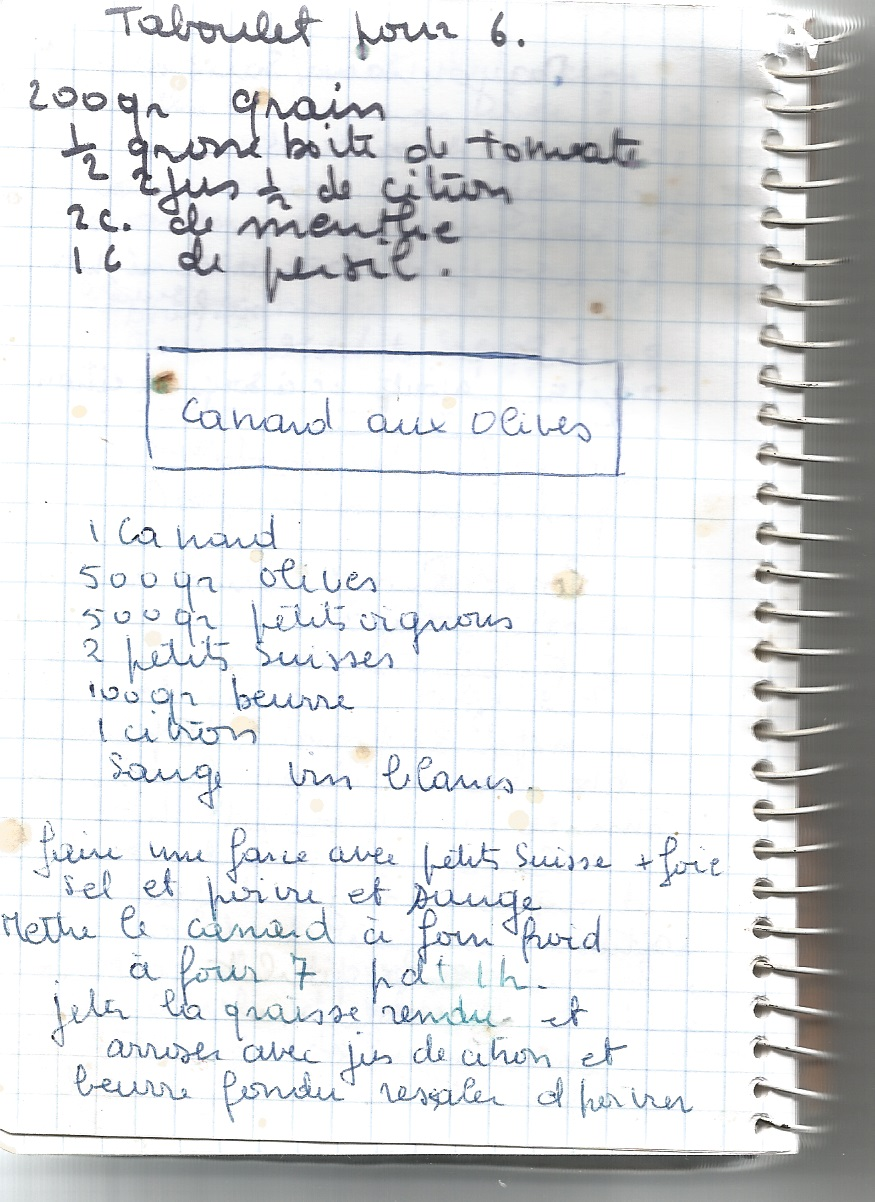 Taboulet pour 6.
200gr grain
1/2 grosse boite de tomate
2 jus 1/2 de citron
2c. de menthe
1 c de persil.
Canard aux Olives
1 Canard
500gr olives
500gr petits oignons
2 petits suisses
100gr beurre
1 citron
Sauge vin blancs.
faire une farce avec petits Suisse + foie
sel et poivre et sauge
Mettre le canard à four froid
à four 7 pdt 1h.
jeter la graisse rendu et
arroser avec jus de citron et
beurre fondu resaler et poivrer